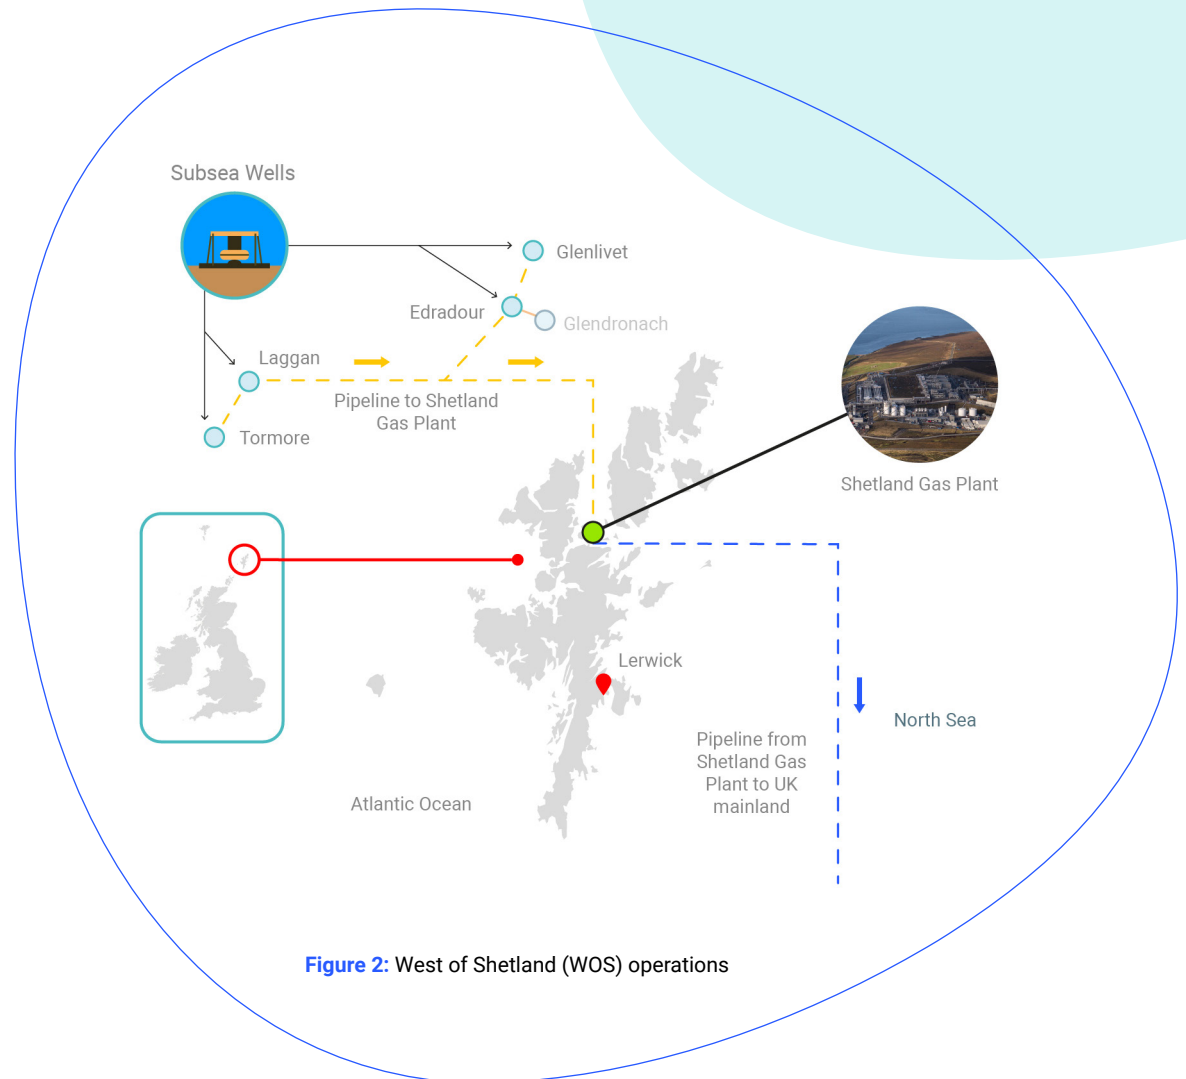 Subsea Wells
Glenlivet
Edradour
Glendronach
Laggan
Pipeline to Shetland
Gas Plant
Tormore
Shetland Gas Plant
Lerwick
North Sea
Pipeline from
Shetland Gas
Plant to UK
mainland
Atlantic Ocean
Figure 2: West of Shetland (WOS) operations